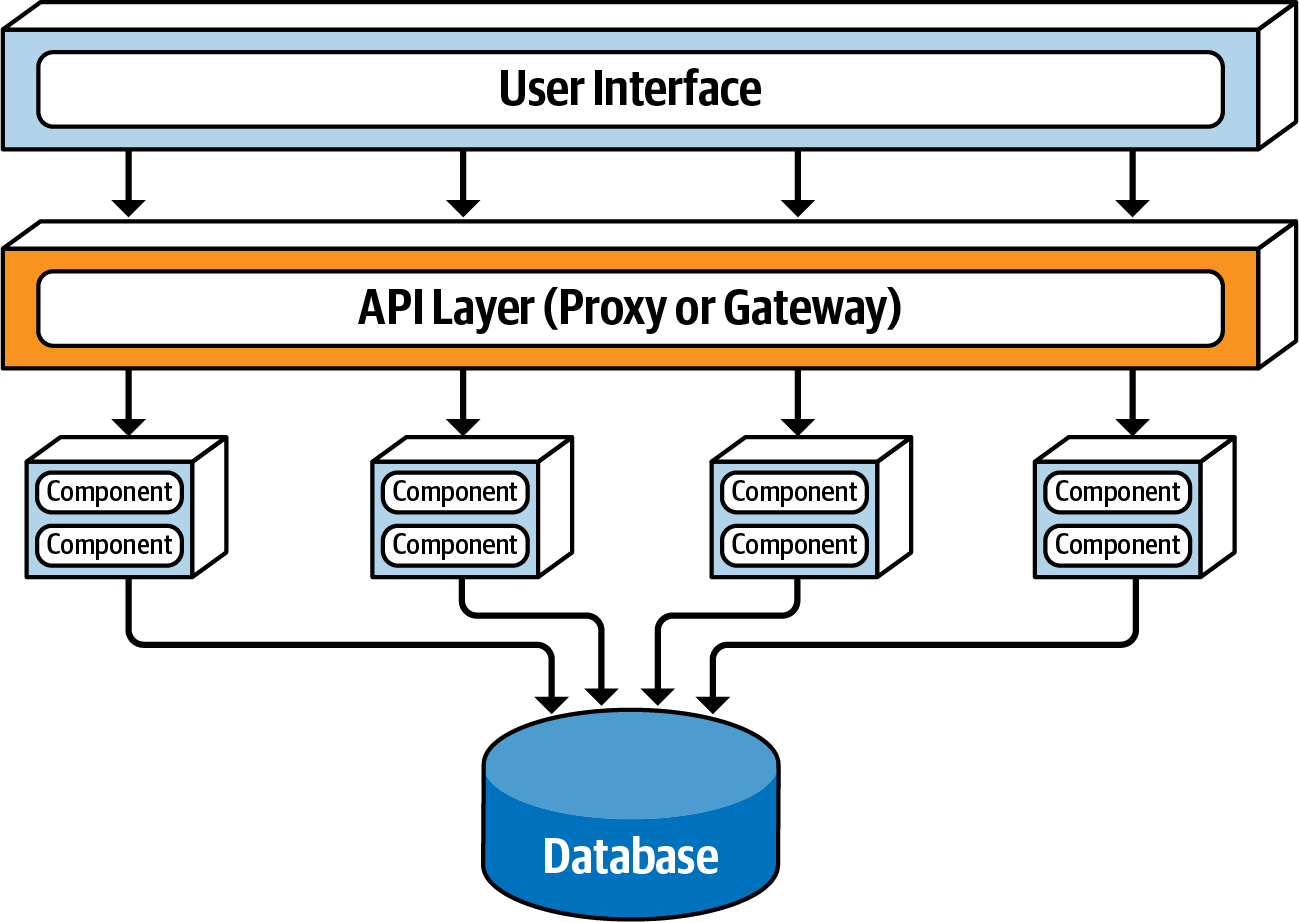 User Interface
API Layer (Proxy or Gateway)
Component
Component
Component
Component
Component
Component
Component
Component
Database